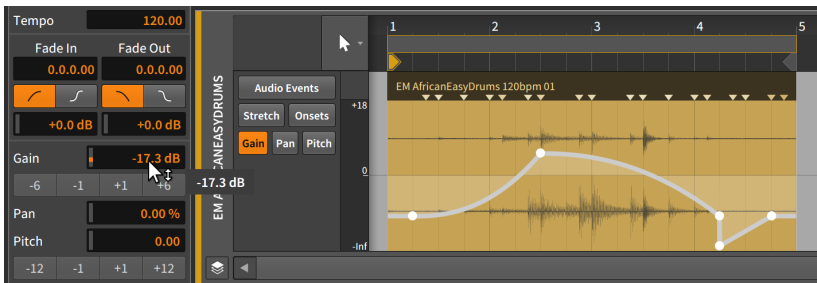 Tempo 120.00
Fade In Fade Out
0.0.0.00 0.0.0.00
+0.0 dB +0.0 dB
Gain -17.3 dB
-6 -1 +1 +6
-17.3 dB
Pan 0.00 %
Pitch 0.00
-12 -1 +1 +12
1 2 3 4 5
Audio Events
Stretch Onsets
Gain Pan Pitch
EM AfricanEasyDrums 120bpm 01
+18
0
-Inf